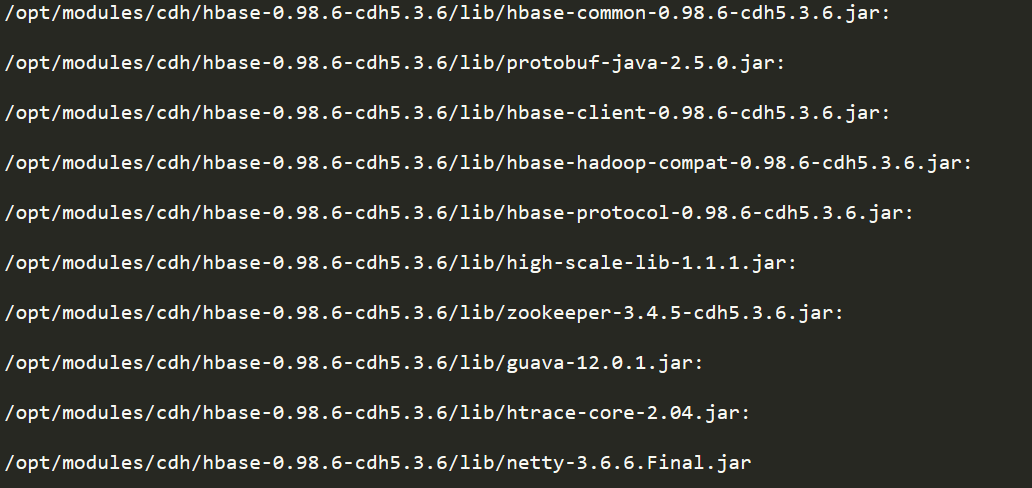 /opt/modules/cdh/hbase-0.98.6-cdh5.3.6/lib/hbase-common-0.98.6-cdh5.3.6.jar:
/opt/modules/cdh/hbase-0.98.6-cdh5.3.6/lib/protobuf-java-2.5.0.jar:
/opt/modules/cdh/hbase-0.98.6-cdh5.3.6/lib/hbase-client-0.98.6-cdh5.3.6.jar:
/opt/modules/cdh/hbase-0.98.6-cdh5.3.6/lib/hbase-hadoop-compat-0.98.6-cdh5.3.6.jar:
/opt/modules/cdh/hbase-0.98.6-cdh5.3.6/lib/hbase-protocol-0.98.6-cdh5.3.6.jar:
/opt/modules/cdh/hbase-0.98.6-cdh5.3.6/lib/high-scale-lib-1.1.1.jar:
/opt/modules/cdh/hbase-0.98.6-cdh5.3.6/lib/zookeeper-3.4.5-cdh5.3.6.jar:
/opt/modules/cdh/hbase-0.98.6-cdh5.3.6/lib/guava-12.0.1.jar:
/opt/modules/cdh/hbase-0.98.6-cdh5.3.6/lib/htrace-core-2.04.jar:
/opt/modules/cdh/hbase-0.98.6-cdh5.3.6/lib/netty-3.6.6.Final.jar